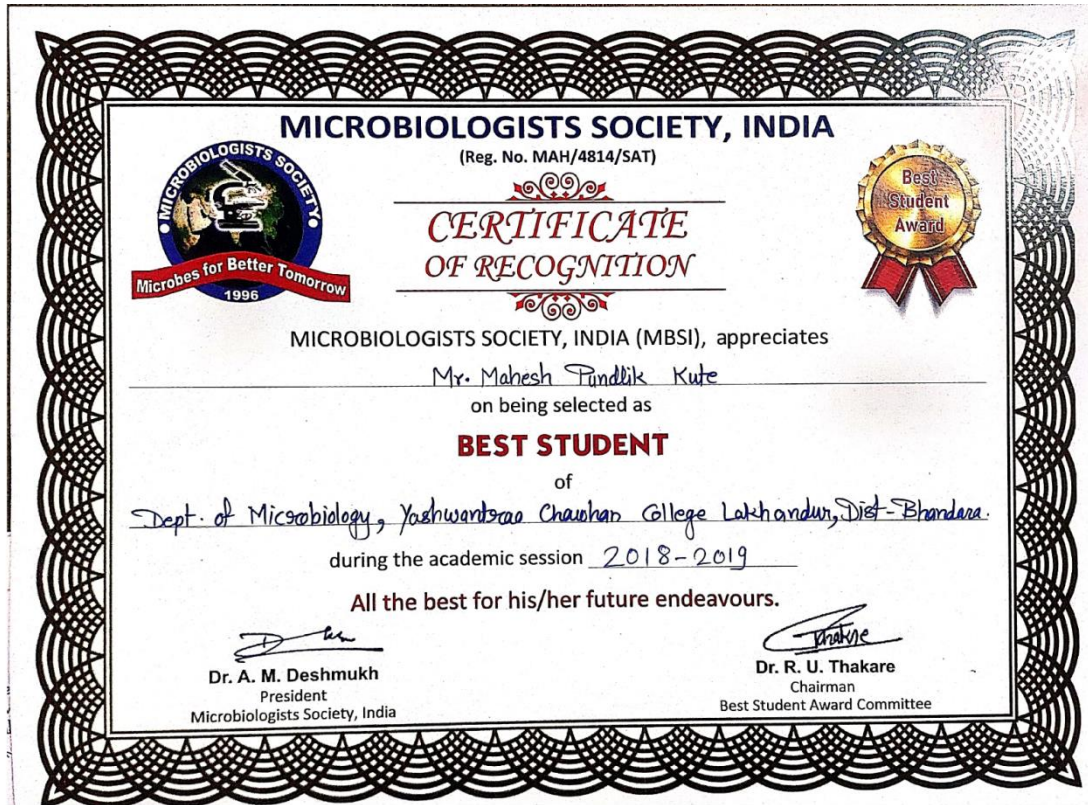 MICROBIOLOGISTS SOCIETY, INDIA
(Reg. No. MAH/4814/SAT)
•MICROBIOLOGISTS SOCIETY•
Microbes for Better Tomorrow
1996
Best
Student
Award
CERTIFICATE
OF RECOGNITION
MICROBIOLOGISTS SOCIETY, INDIA (MBSI), appreciates
Mr. Mahesh Pundlik Kute
on being selected as
BEST STUDENT
of
Dept. of Microbiology, Yashwantrao Chawhan College Lakhandur, Dist-Bhandara.
during the academic session 2018-2019
All the best for his/her future endeavours.
Dr. A. M. Deshmukh
President
Microbiologists Society, India
Thakre
Dr. R. U. Thakare
Chairman
Best Student Award Committee